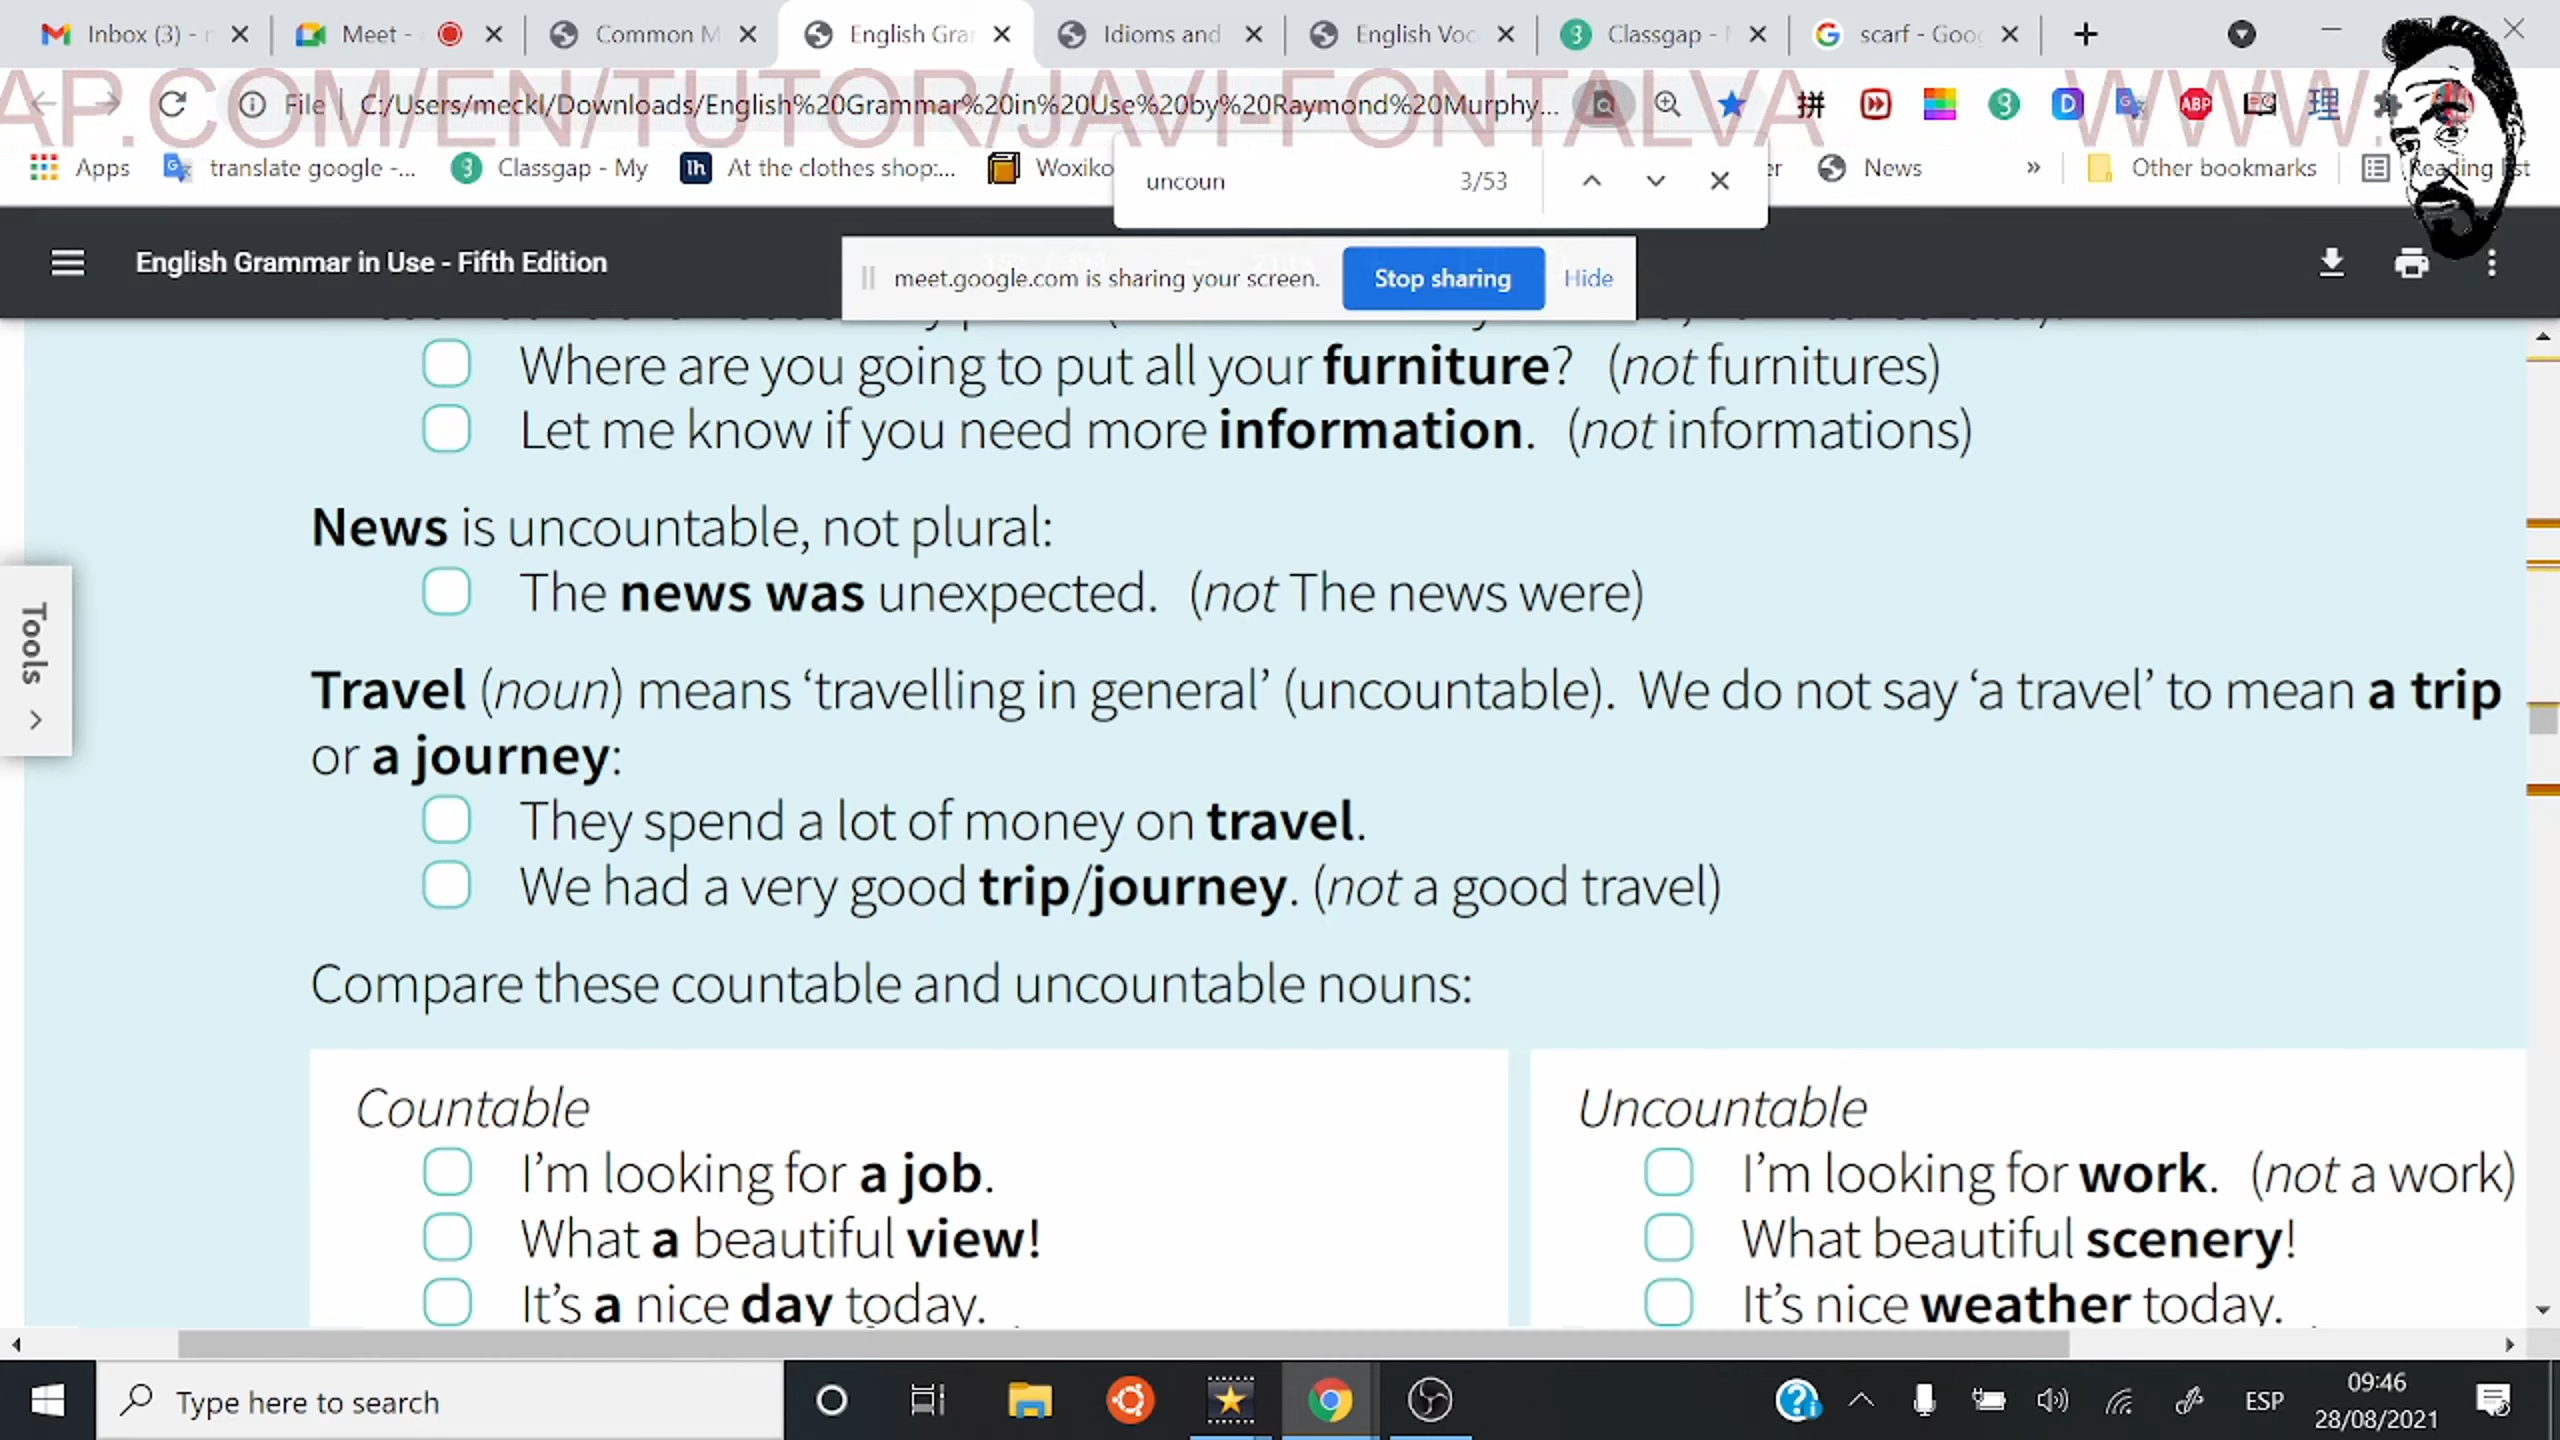 Inbox (3) -
Meet -
Common M
English Gra
Idioms and
English Voc
Classgap -
scarf - Goo
AP.COM/EN/TUTOR/JAVI-FONTALVA WWW.
File
C:/Users/meckl/Downloads/English%20Grammar%20in%20Use%20by%20Raymond%20Murphy...
Apps
translate google -...
Classgap - My
At the clothes shop:...
Woxiko
News
»
Other bookmarks
Reading list
uncoun
3/53
English Grammar in Use - Fifth Edition
meet.google.com is sharing your screen.
Stop sharing
Hide
Where are you going to put all your furniture? (not furnitures)
Let me know if you need more information. (not informations)
News is uncountable, not plural:
The news was unexpected. (not The news were)
Tools
Travel (noun) means ‘travelling in general’ (uncountable). We do not say ‘a travel’ to mean a trip
or a journey:
They spend a lot of money on travel.
We had a very good trip/journey. (not a good travel)
Compare these countable and uncountable nouns:
Countable
I’m looking for a job.
What a beautiful view!
It’s a nice day today.
Uncountable
I’m looking for work. (not a work)
What beautiful scenery!
It’s nice weather today.
Type here to search
ESP
09:46
28/08/2021